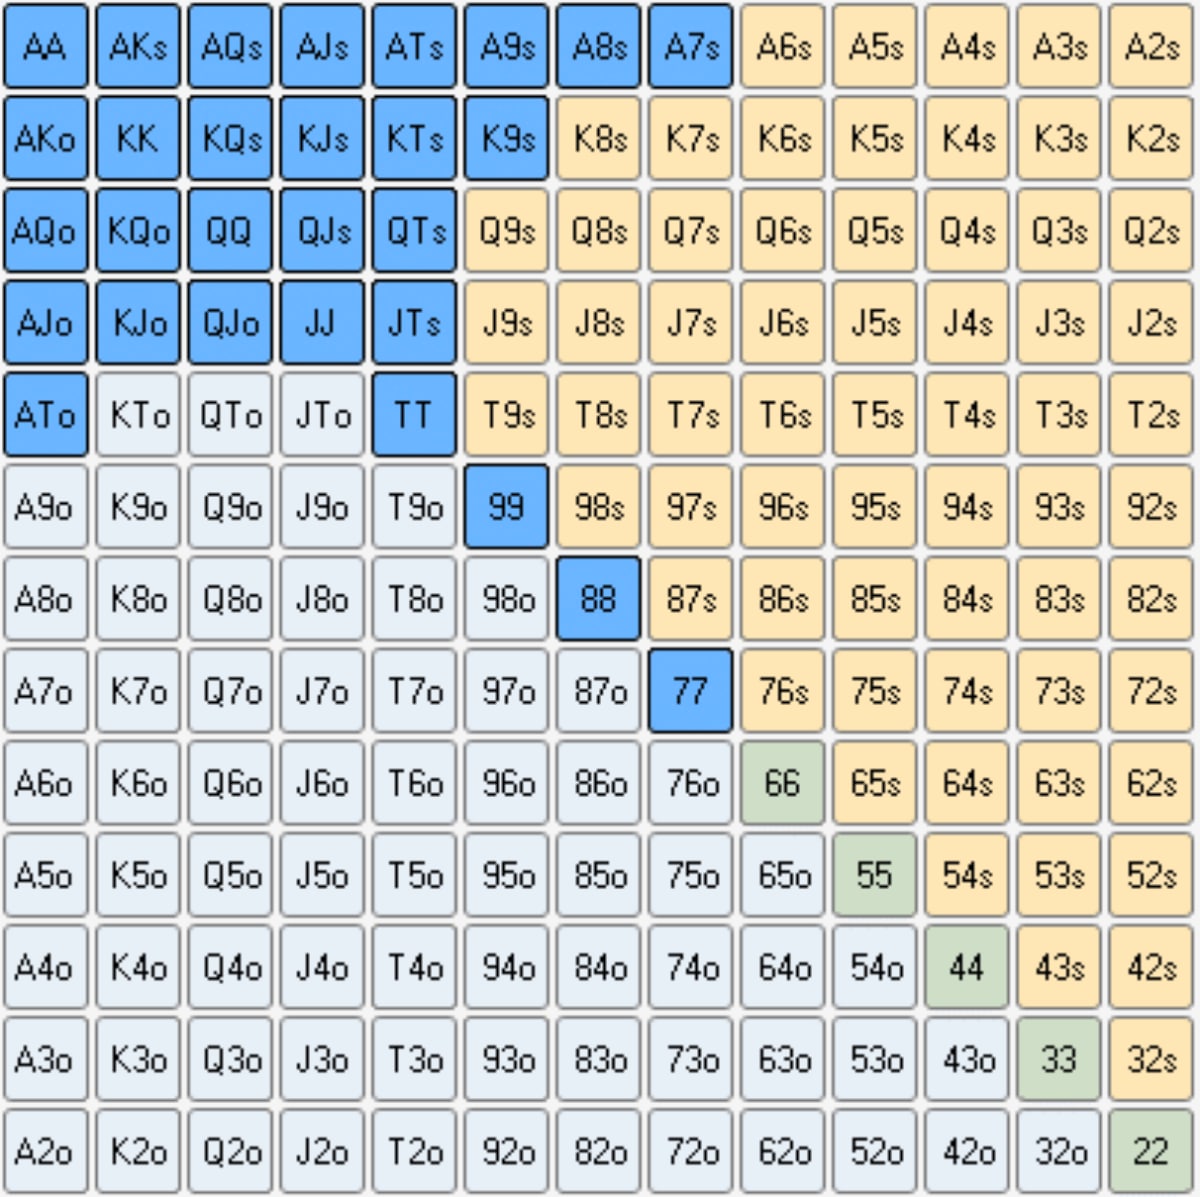 AA AKs AQs AJs ATs A9s A8s A7s A6s A5s A4s A3s A2s
AKo KK KQs KJs KTs K9s K8s K7s K6s K5s K4s K3s K2s
AQo KQo QQ QJs QTs Q9s Q8s Q7s Q6s Q5s Q4s Q3s Q2s
AJo KJo QJo JJ JTs J9s J8s J7s J6s J5s J4s J3s J2s
ATo KTo QTo JTo TT T9s T8s T7s T6s T5s T4s T3s T2s
A9o K9o Q9o J9o T9o 99 98s 97s 96s 95s 94s 93s 92s
A8o K8o Q8o J8o T8o 98o 88 87s 86s 85s 84s 83s 82s
A7o K7o Q7o J7o T7o 97o 87o 77 76s 75s 74s 73s 72s
A6o K6o Q6o J6o T6o 96o 86o 76o 66 65s 64s 63s 62s
A5o K5o Q5o J5o T5o 95o 85o 75o 65o 55 54s 53s 52s
A4o K4o Q4o J4o T4o 94o 84o 74o 64o 54o 44 43s 42s
A3o K3o Q3o J3o T3o 93o 83o 73o 63o 53o 43o 33 32s
A2o K2o Q2o J2o T2o 92o 82o 72o 62o 52o 42o 32o 22